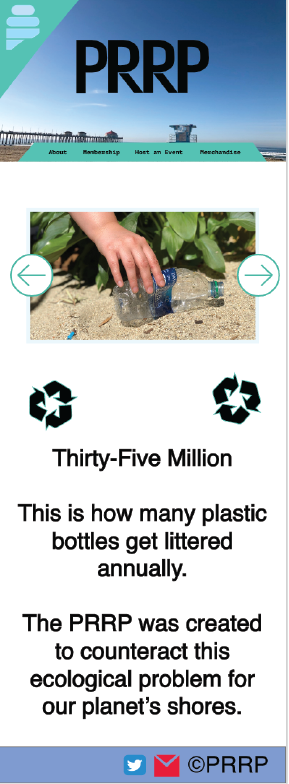 PRRP
About Membership Host an Event Merchandise
Thirty-Five Million
This is how many plastic
bottles get littered
annually.
The PRRP was created
to counteract this
ecological problem for
our planet's shores.
©PRRP